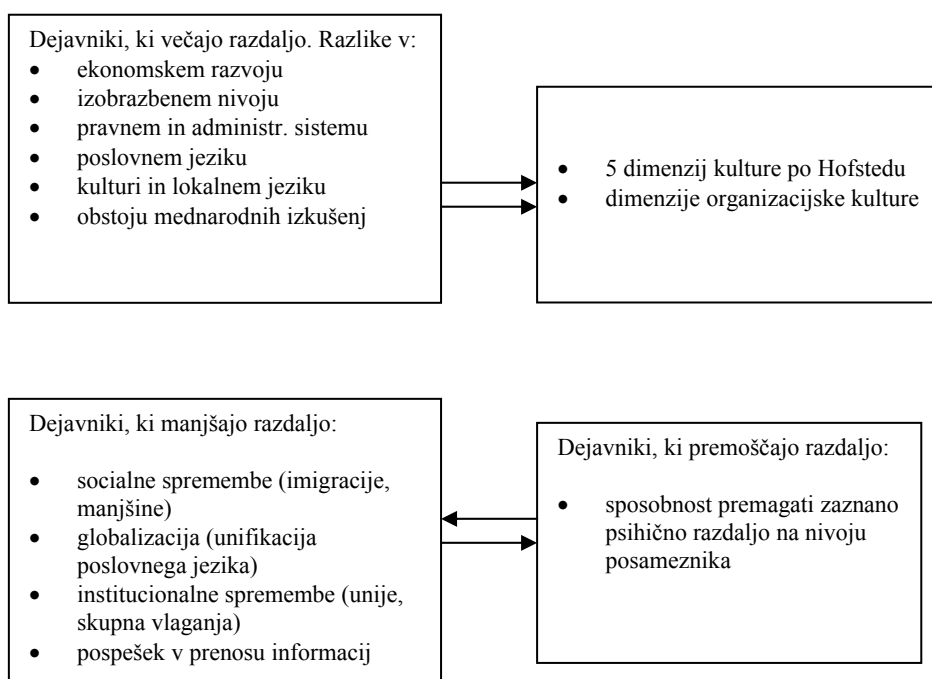 Dejavniki, ki večajo razdaljo. Razlike v:
• ekonomskem razvoju
• izobrazbenem nivoju
• pravnem in administr. sistemu
• poslovnem jeziku
• kulturi in lokalnem jeziku
• obstoju mednarodnih izkušenj
• 5 dimenzij kulture po Hofstedu
• dimenzije organizacijske kulture
Dejavniki, ki manjšajo razdaljo:
• socialne spremembe (imigracije,
manjšine)
• globalizacija (unifikacija
poslovnega jezika)
• institucionalne spremembe (unije,
skupna vlaganja)
• pospešek v prenosu informacij
Dejavniki, ki premoščajo razdaljo:
• sposobnost premagati zaznano
psihično razdaljo na nivoju
posameznika